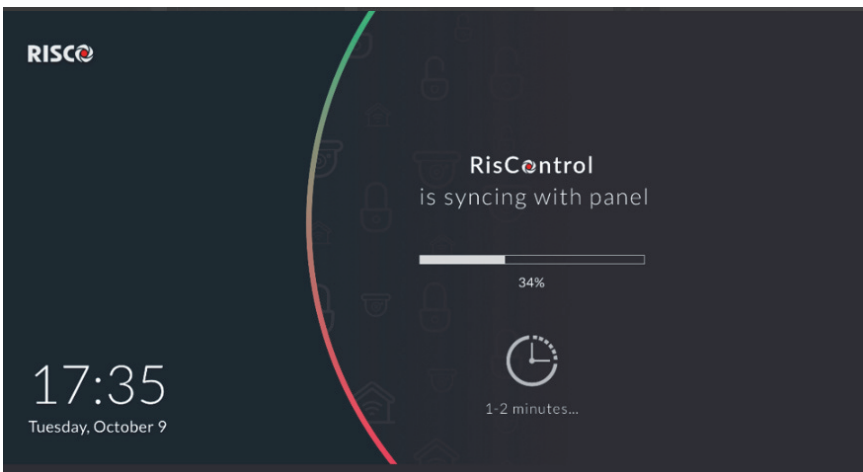 RISCO
RisControl
is syncing with panel
34%
1-2 minutes...
17:35
Tuesday, October 9